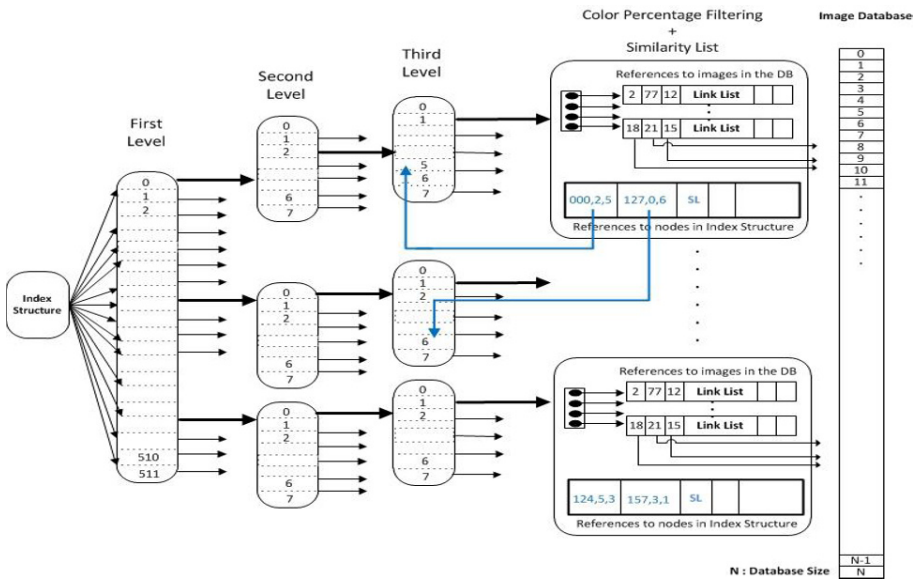 Color Percentage Filtering
+
Similarity List
Image Database
Third
Level
Second
Level
First
Level
Index
Structure
0
1
2
510
511
0
1
2
6
7
0
1
5
6
7
References to images in the DB
2 77 12 Link List
18 21 15 Link List
000,2,5 127,0,6 SL
References to nodes in Index Structure
0
1
2
6
7
0
1
2
6
7
0
1
2
6
7
0
1
2
6
7
References to images in the DB
2 77 12 Link List
18 21 15 Link List
124,5,3 157,3,1 SL
References to nodes in Index Structure
0
1
2
3
4
5
6
7
8
9
10
11
N-1
N
N : Database Size